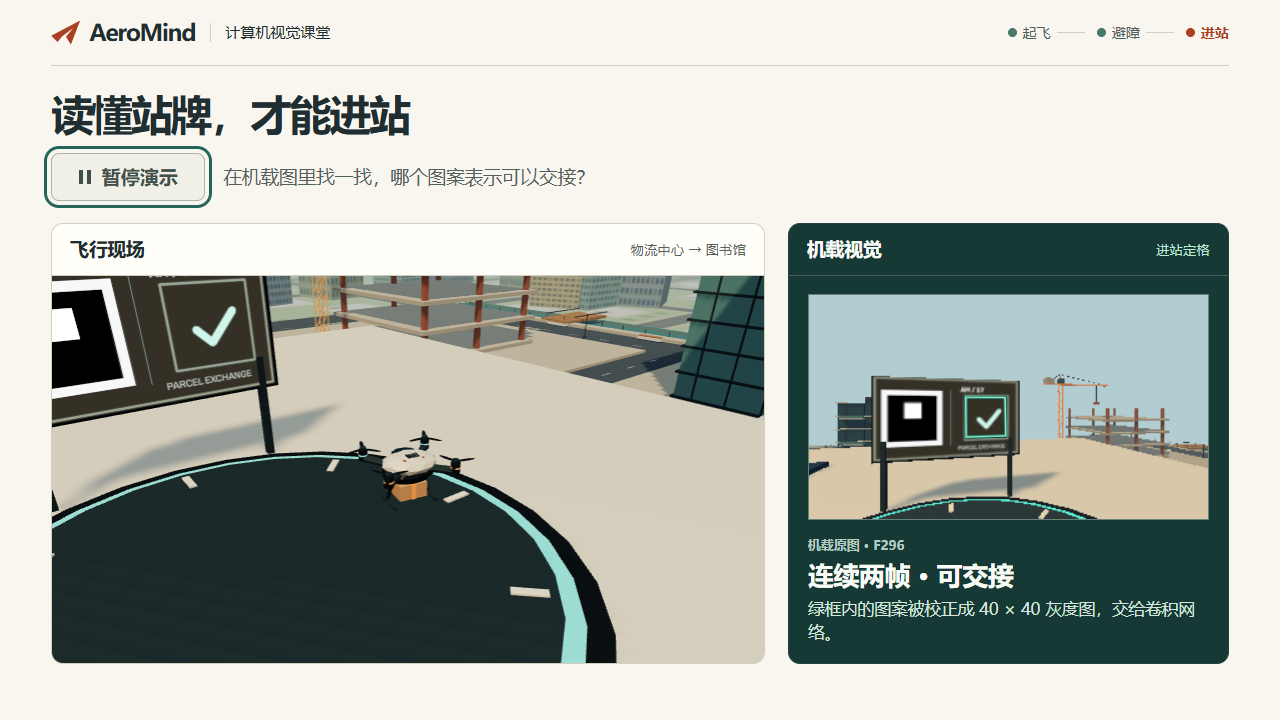 AeroMind
计算机视觉课堂
起飞
避障
进站
读懂站牌，才能进站
暂停演示
在机载图里找一找，哪个图案表示可以交接？
飞行现场
物流中心 → 图书馆
PARCEL EXCHANGE
机载视觉
进站定格
AM / 07
PARCEL EXCHANGE
机载原图 • F296
连续两帧 • 可交接
绿框内的图案被校正成 40 × 40 灰度图，交给卷积网
络。